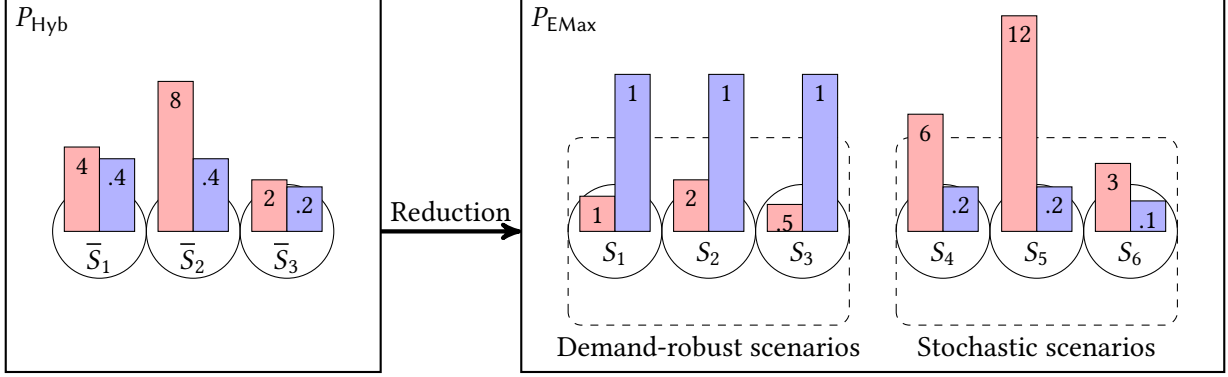 P_Hyb
8
4 .4 .4
2 .2
S̅₁ S̅₂ S̅₃
Reduction
P_EMax
12
1 1 1 6
2 3
1 .5 .2 .2 .1
S₁ S₂ S₃ S₄ S₅ S₆
Demand-robust scenarios Stochastic scenarios